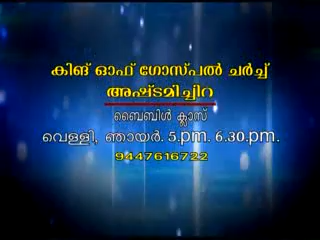 കിങ് ഓഫ് ഗോസ്പൽ ചർച്ച്
അഷ്ടമിച്ചിറ
ബൈബിൾ ക്ലാസ്
വെള്ളി, ഞായർ. 5.pm. 6.30.pm.
9447616722